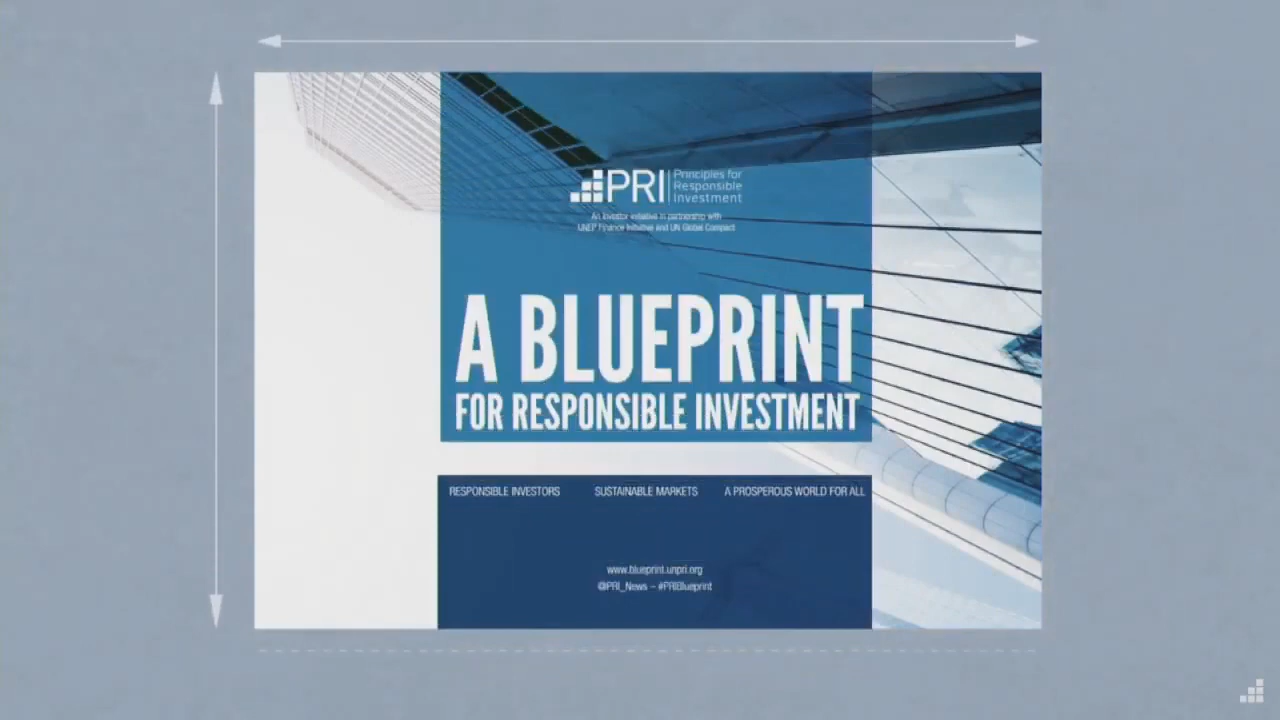 PRI
Principles for
Responsible
Investment
An investor initiative in partnership with
UNEP Finance Initiative and UN Global Compact
A BLUEPRINT
FOR RESPONSIBLE INVESTMENT
RESPONSIBLE INVESTORS SUSTAINABLE MARKETS A PROSPEROUS WORLD FOR ALL
www.blueprint.unpri.org
@PRI_News – #PRIBlueprint